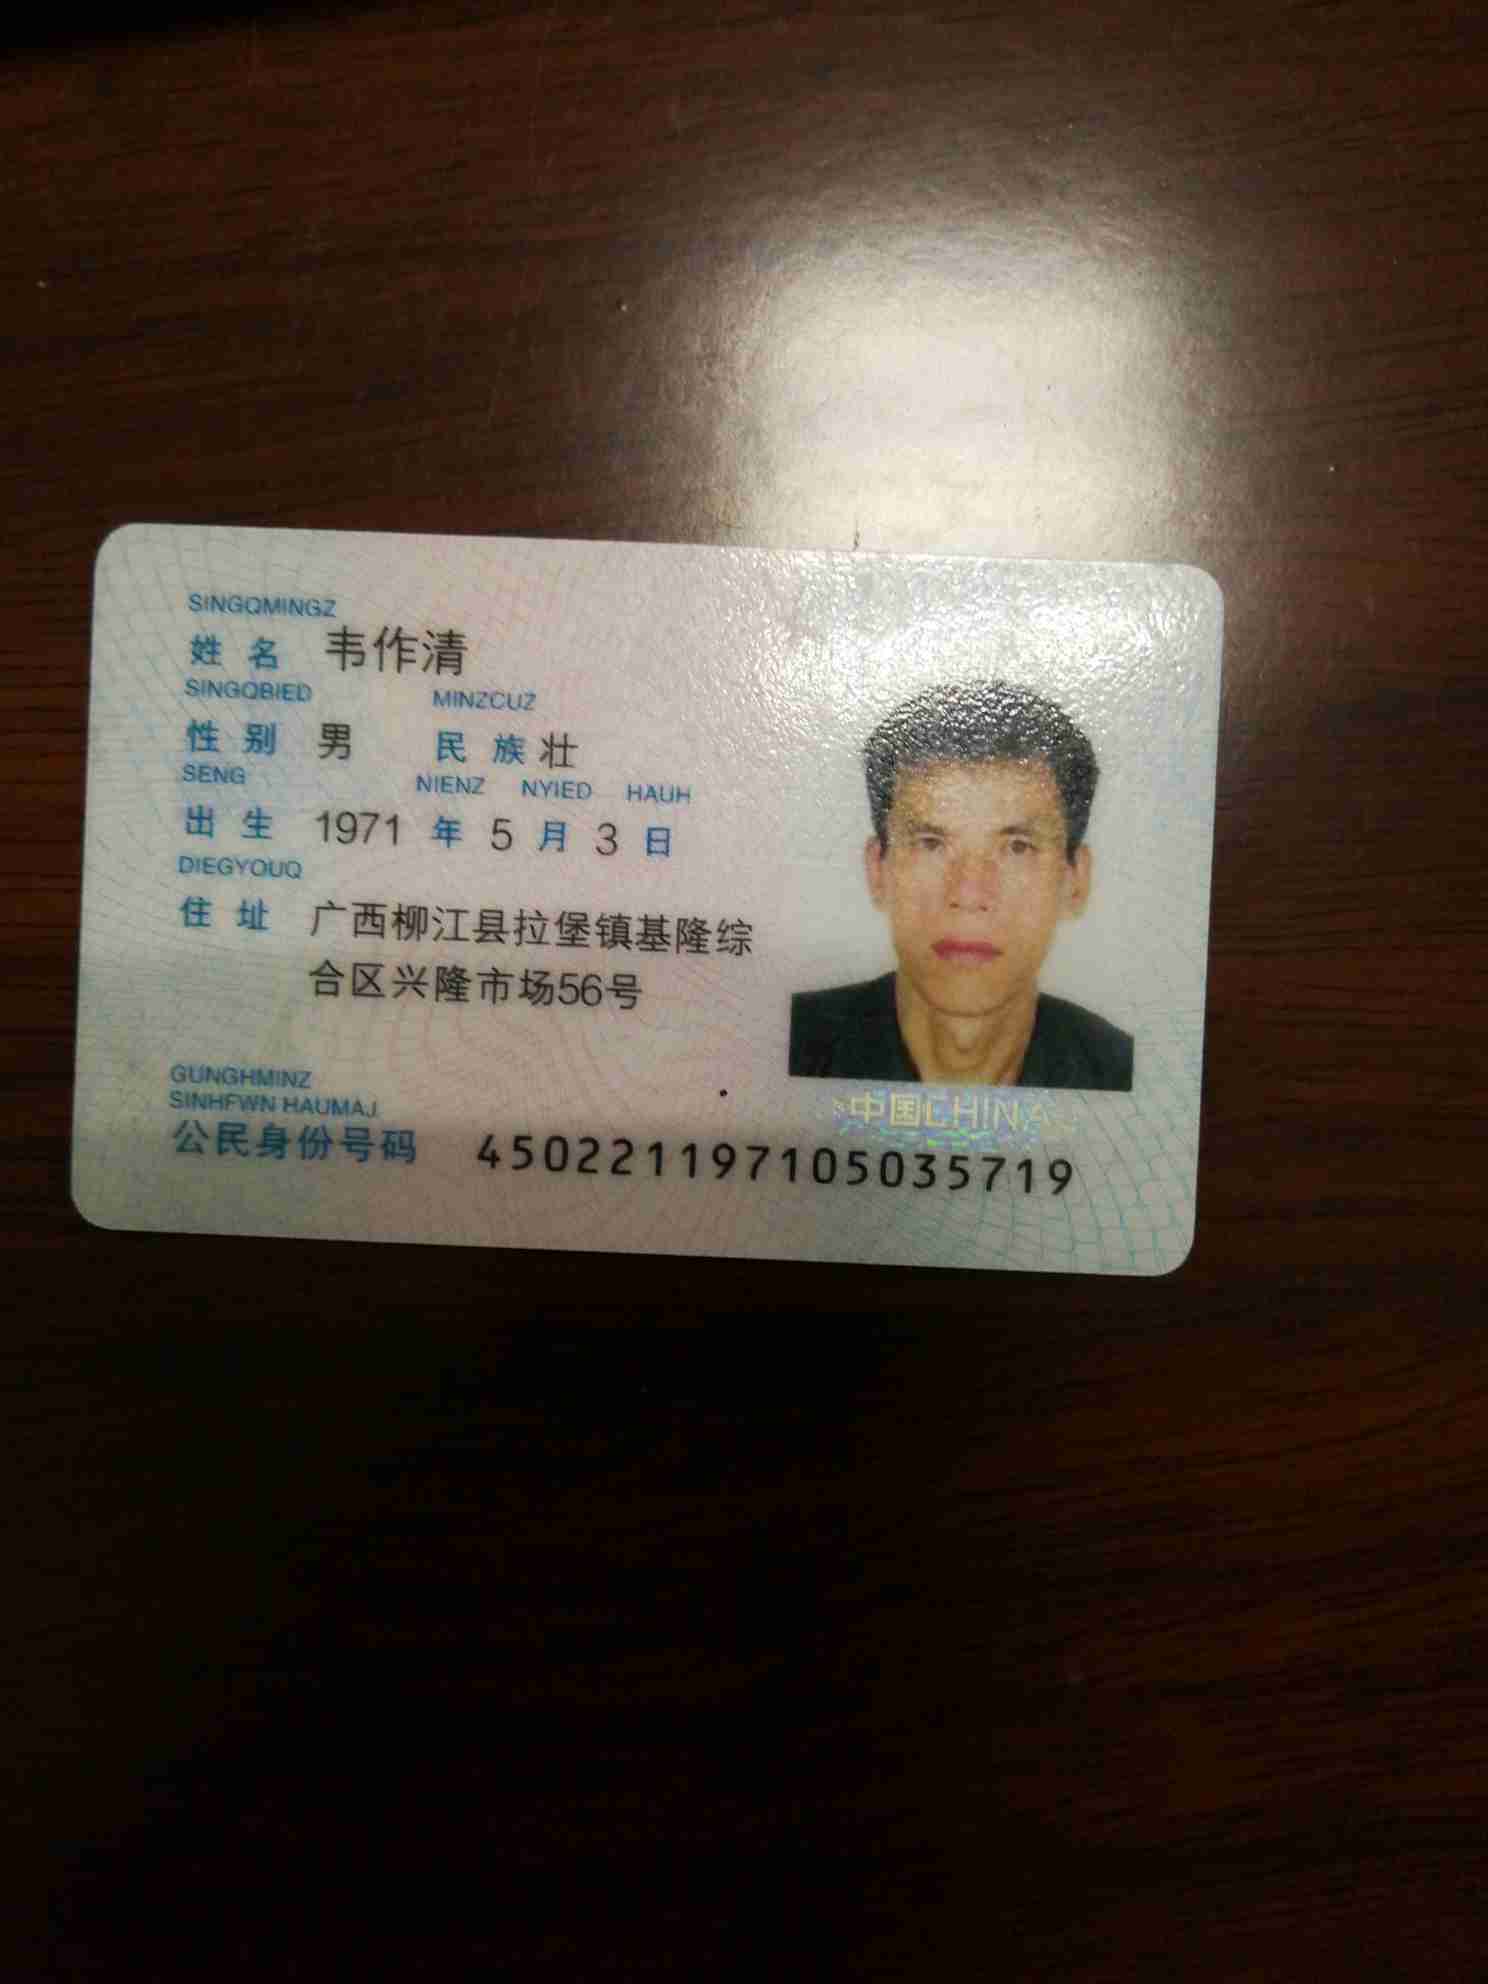 SINGQMINGZ
姓名 韦作清
SINGQBIED MINZCUZ
性别 男 民族 壮
SENG NIENZ NYIED HAUH
出生 1971 年 5 月 3 日
DIEGYOUQ
住址 广西柳江县拉堡镇基隆综
合区兴隆市场56号
中国CHINA
GUNGHMINZ
SINHFWN HAUMAJ
公民身份号码 450221197105035719